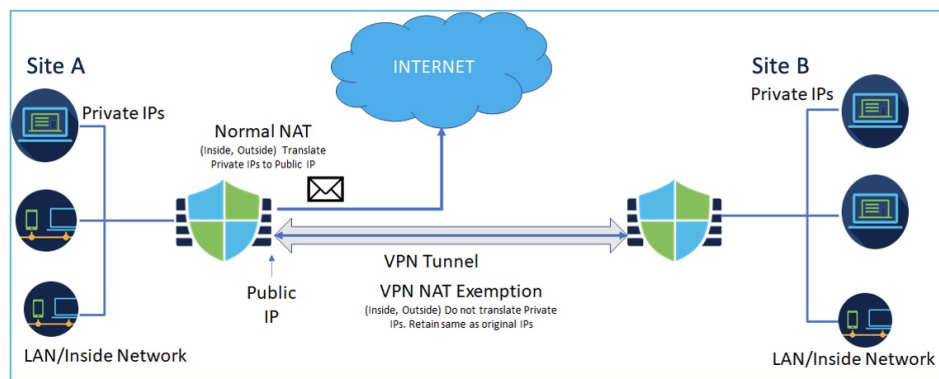 INTERNET
Site A
Site B
Private IPs
Private IPs
Normal NAT
(Inside, Outside) Translate
Private IPs to Public IP
VPN Tunnel
Public
IP
VPN NAT Exemption
(Inside, Outside) Do not translate Private
IPs. Retain same as original IPs
LAN/Inside Network
LAN/Inside Network